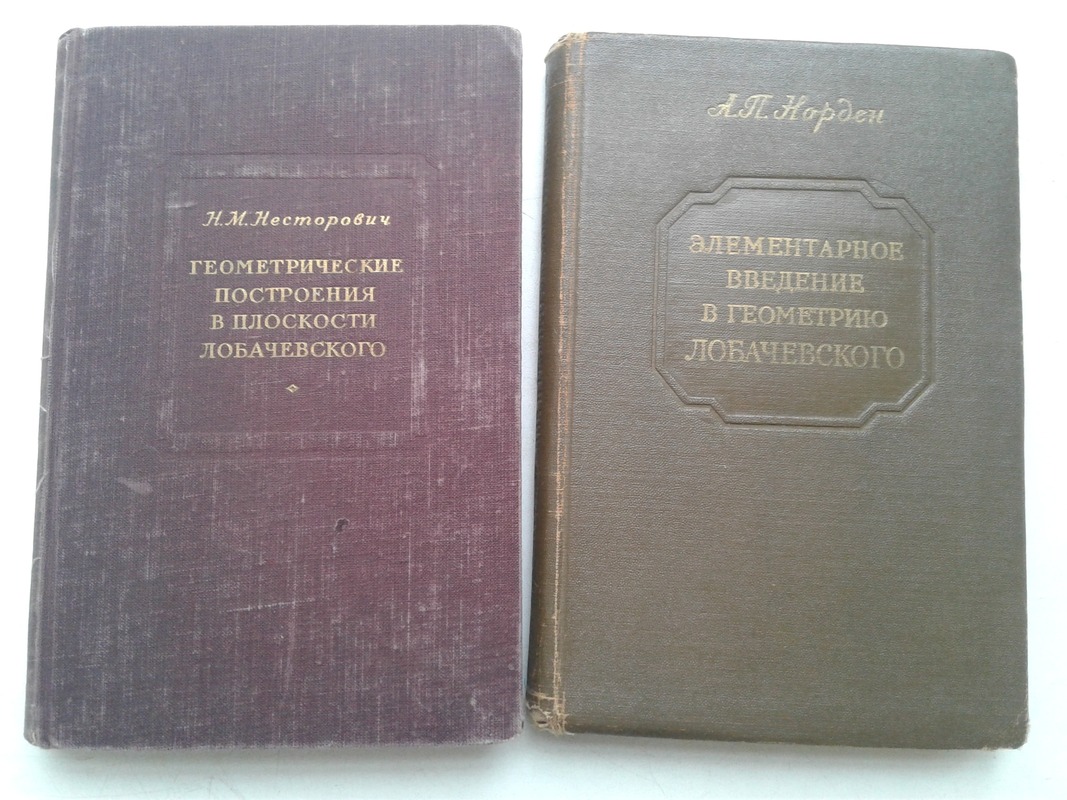 Н.М.Несторович
ГЕОМЕТРИЧЕСКИЕ
ПОСТРОЕНИЯ
В ПЛОСКОСТИ
ЛОБАЧЕВСКОГО
А.П.Норден
ЭЛЕМЕНТАРНОЕ
ВВЕДЕНИЕ
В ГЕОМЕТРИЮ
ЛОБАЧЕВСКОГО